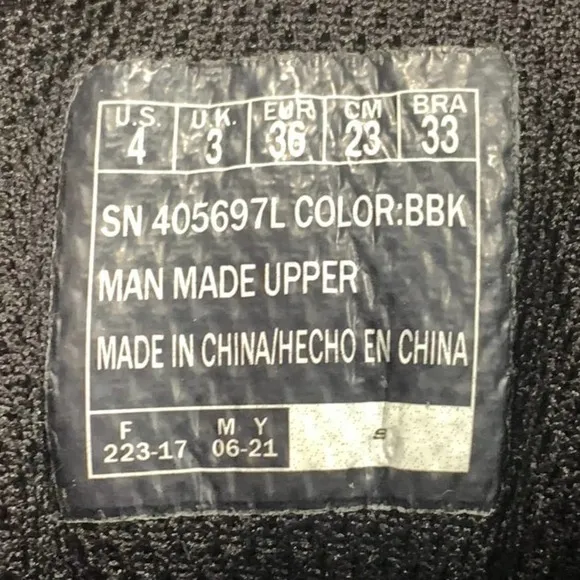 U.S. U.K. EUR CM BRA
4 3 36 23 33
SN 405697L COLOR:BBK
MAN MADE UPPER
MADE IN CHINA/HECHO EN CHINA
F M Y
223-17 06-21